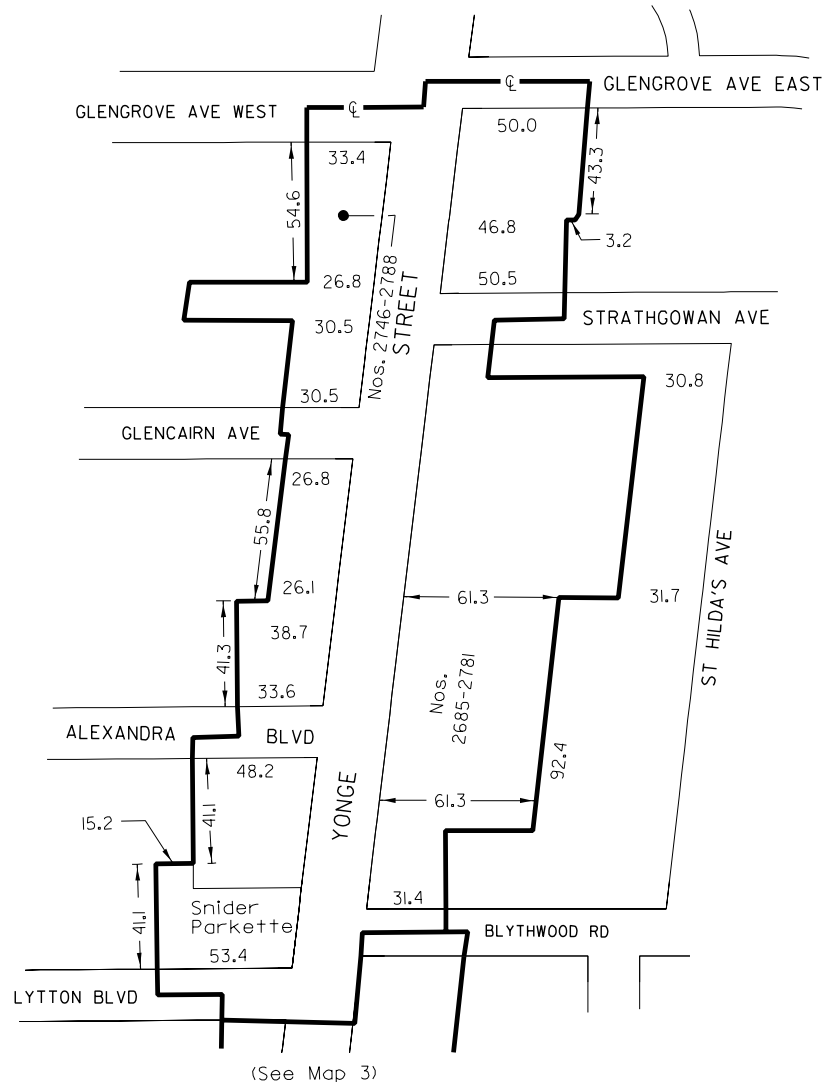 GLENGROVE AVE EAST
GLENGROVE AVE WEST
℄
℄
50.0
33.4
43.3
54.6
46.8
3.2
26.8
50.5
Nos. 2746-2788
STREET
30.5
STRATHGOWAN AVE
30.5
30.8
GLENCAIRN AVE
26.8
55.8
26.1
61.3
31.7
ST HILDA'S AVE
38.7
41.3
33.6
Nos.
2685-2781
ALEXANDRA BLVD
48.2
92.4
YONGE
61.3
41.1
15.2
31.4
41.1
Snider
Parkette
53.4
BLYTHWOOD RD
LYTTON BLVD
(See Map 3)